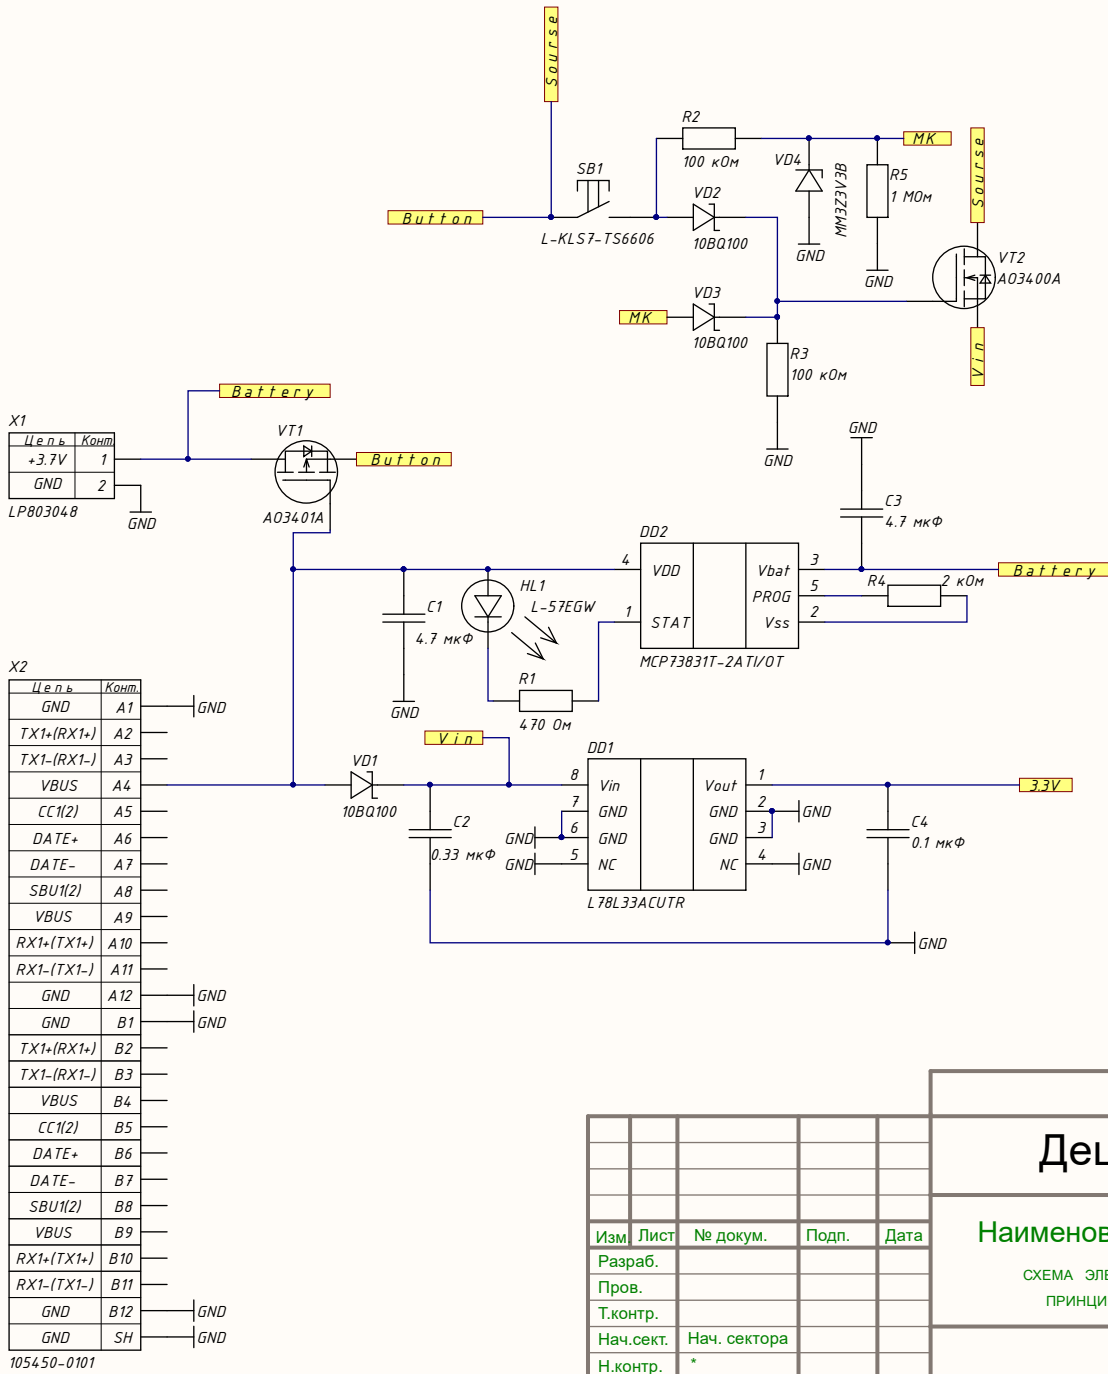 Sourse
R2
100 кОм
MK
VD4
MM3Z3V3B
R5
1 МОм
Sourse
SB1
VD2
Button
L-KLS7-TS6606
10BQ100
GND
GND
VT2
AO3400A
VD3
MK
10BQ100
Vin
R3
100 кОм
Battery
GND
X1
Цепь Конт.
+3.7V 1
GND 2
LP803048
GND
VT1
Button
AO3401A
GND
C3
4.7 мкФ
DD2
4 VDD Vbat 3
Battery
PROG 5
R4 2 кОм
1 STAT Vss 2
MCP73831T-2ATI/OT
HL1
L-57EGW
C1
4.7 мкФ
R1
470 Ом
GND
X2
Цепь Конт.
GND A1 GND
TX1+(RX1+) A2
TX1-(RX1-) A3
VBUS A4
CC1(2) A5
DATE+ A6
DATE- A7
SBU1(2) A8
VBUS A9
RX1+(TX1+) A10
RX1-(TX1-) A11
GND A12 GND
GND B1 GND
TX1+(RX1+) B2
TX1-(RX1-) B3
VBUS B4
CC1(2) B5
DATE+ B6
DATE- B7
SBU1(2) B8
VBUS B9
RX1+(TX1+) B10
RX1-(TX1-) B11
GND B12 GND
GND SH GND
105450-0101
Vin
VD1
10BQ100
C2
0.33 мкФ
DD1
8 Vin Vout 1
3.3V
7 GND GND 2 GND
GND 6 GND GND 3
GND 5 NC NC 4 GND
L78L33ACUTR
C4
0.1 мкФ
GND
Дец
Изм. Лист № докум. Подп. Дата
Наименов
Разраб.
СХЕМА ЭЛЕ
Пров.
ПРИНЦИ
Т.контр.
Нач.сект. Нач. сектора
Н.контр. *